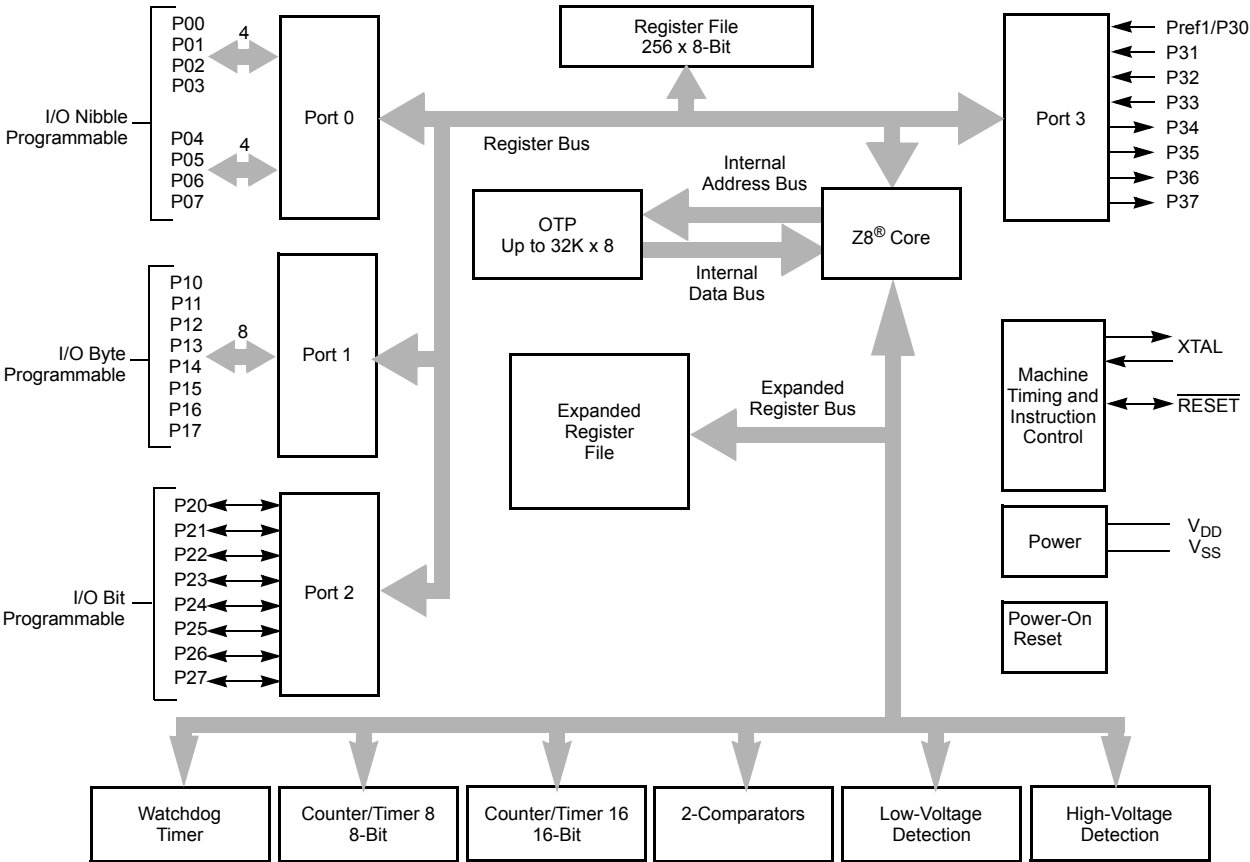 P00
P01
P02
P03
4
I/O Nibble
Programmable
P04
P05
P06
P07
4
Port 0
Register File
256 x 8-Bit
Register Bus
Port 3
Pref1/P30
P31
P32
P33
P34
P35
P36
P37
Internal
Address Bus
OTP
Up to 32K x 8
Z8® Core
Internal
Data Bus
I/O Byte
Programmable
P10
P11
P12
P13
P14
P15
P16
P17
8
Port 1
Expanded
Register
File
Expanded
Register Bus
Machine
Timing and
Instruction
Control
XTAL
RESET
I/O Bit
Programmable
P20
P21
P22
P23
P24
P25
P26
P27
Port 2
Power
VDD
VSS
Power-On
Reset
Watchdog
Timer
Counter/Timer 8
8-Bit
Counter/Timer 16
16-Bit
2-Comparators
Low-Voltage
Detection
High-Voltage
Detection